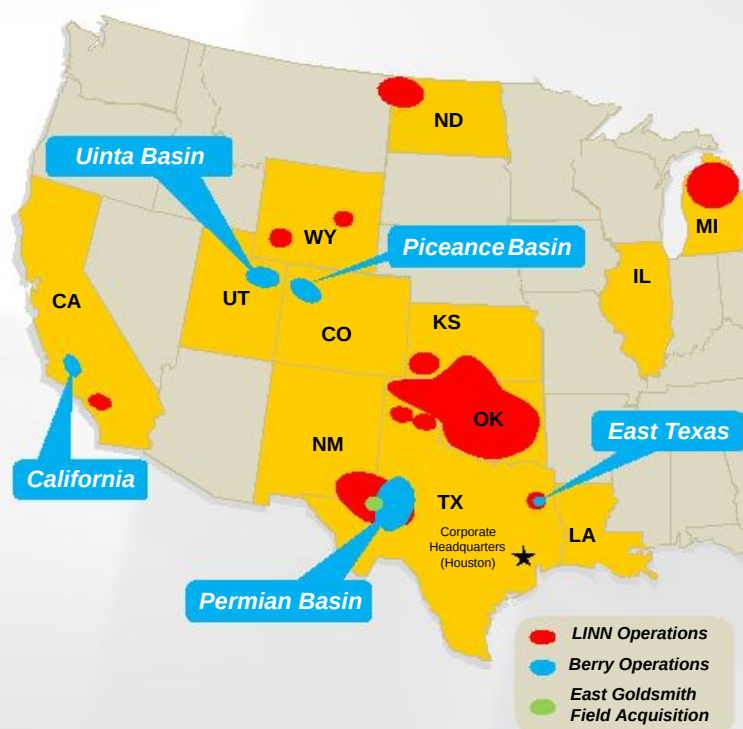 ND
Uinta Basin
MI
WY
Piceance Basin
IL
CA
UT
KS
CO
OK
East Texas
NM
California
TX
Corporate
Headquarters
(Houston)
LA
Permian Basin
LINN Operations
Berry Operations
East Goldsmith
Field Acquisition